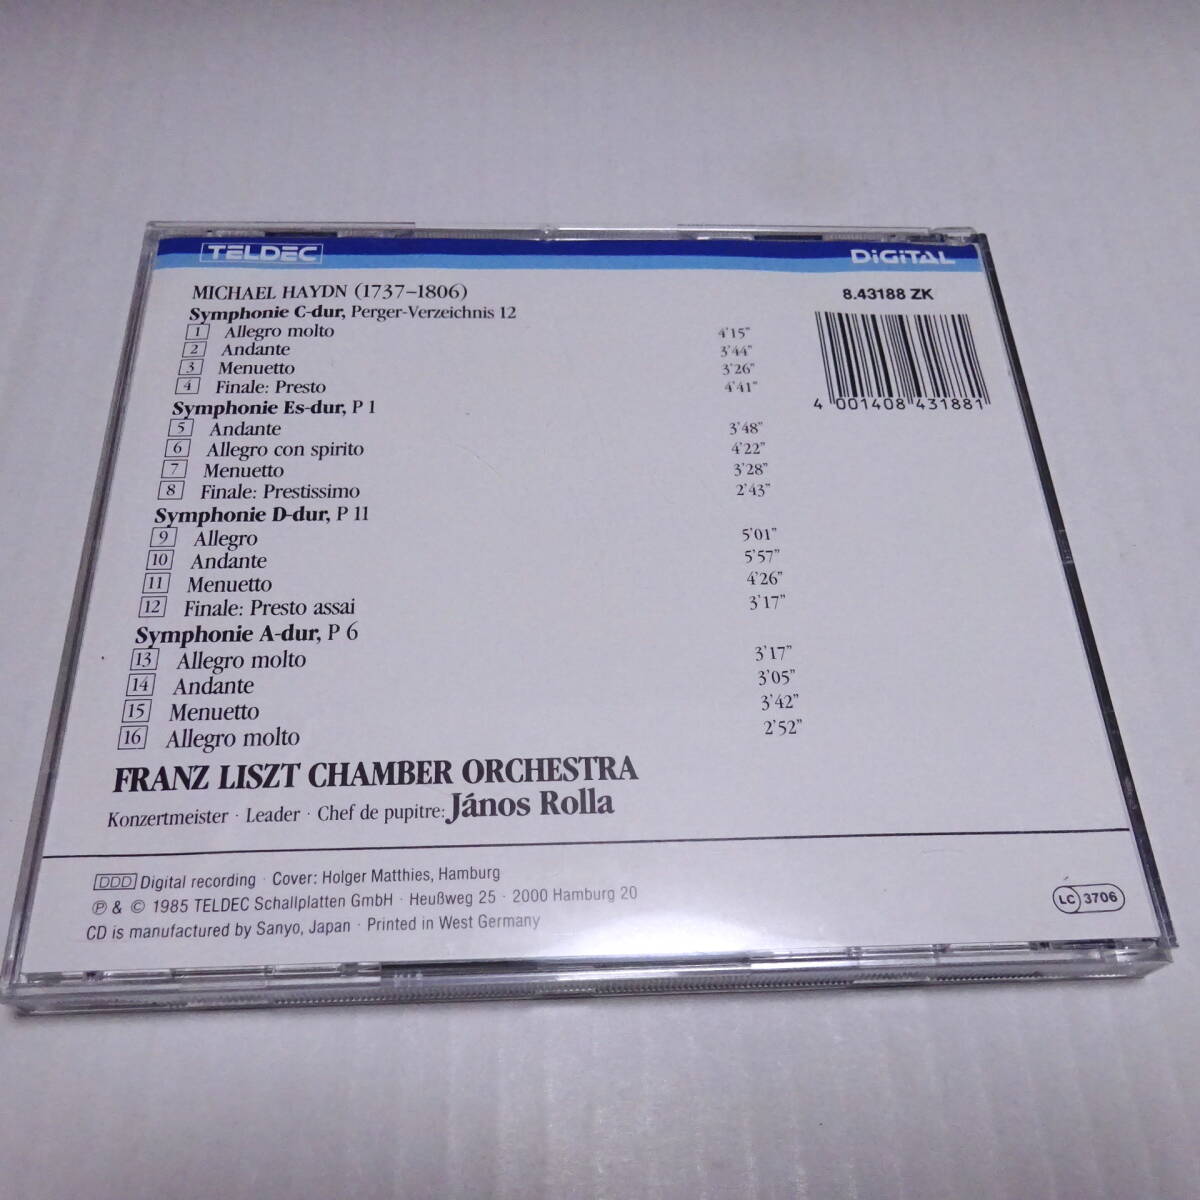 TELDEC
DiGiTAL
8.43188 ZK
4 001408 431881
MICHAEL HAYDN (1737–1806)
Symphonie C-dur, Perger-Verzeichnis 12
1 Allegro molto 4'15"
2 Andante 3'44"
3 Menuetto 3'26"
4 Finale: Presto 4'41"
Symphonie Es-dur, P 1
5 Andante 3'48"
6 Allegro con spirito 4'22"
7 Menuetto 3'28"
8 Finale: Prestissimo 2'43"
Symphonie D-dur, P 11
9 Allegro 5'01"
10 Andante 5'57"
11 Menuetto 4'26"
12 Finale: Presto assai 3'17"
Symphonie A-dur, P 6
13 Allegro molto 3'17"
14 Andante 3'05"
15 Menuetto 3'42"
16 Allegro molto 2'52"
FRANZ LISZT CHAMBER ORCHESTRA
Konzertmeister · Leader · Chef de pupitre: János Rolla
DDD Digital recording · Cover: Holger Matthies, Hamburg
℗ & © 1985 TELDEC Schallplatten GmbH · Heußweg 25 · 2000 Hamburg 20
CD is manufactured by Sanyo, Japan · Printed in West Germany
LC 3706